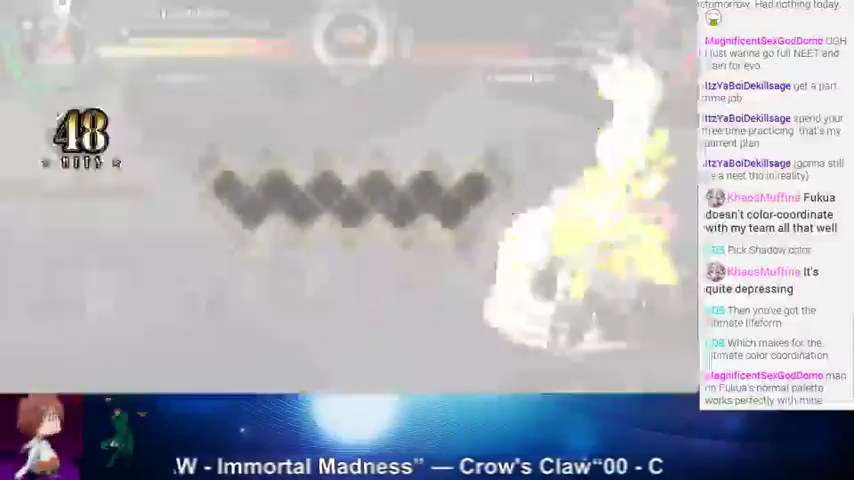 48
HITS
tomorrow. Had nothing today.
MagnificentSexGodDomo UGH
I just wanna go full NEET and
train for evo
ItzYaBoiDekillsage get a part
time job
ItzYaBoiDekillsage spend your
free time practicing that's my
current plan
ItzYaBoiDekillsage (gonna still
be a neet tho in reality)
KhaosMuffins Fukua
doesn't color-coordinate
with my team all that well
Pick Shadow color
KhaosMuffins It's
quite depressing
Then you've got the
ultimate lifeform
Which makes for the
ultimate color coordination
MagnificentSexGodDomo man
Fukua's normal palette
works perfectly with mine
.W - Immortal Madness” — Crow's Claw“00 - C